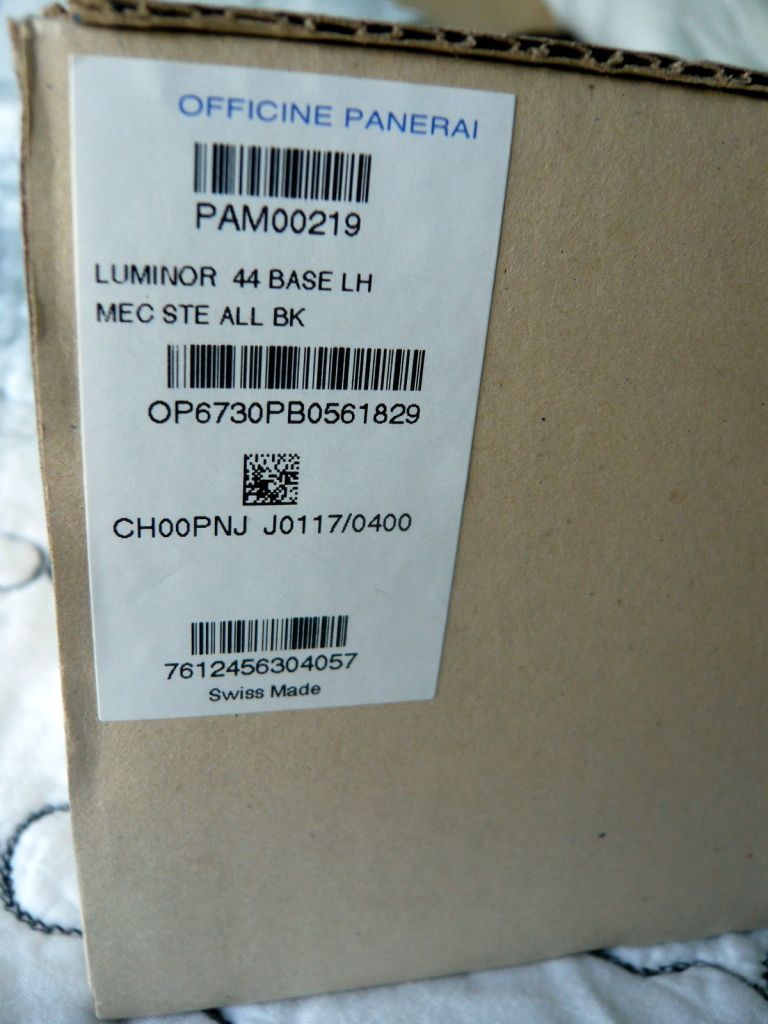 OFFICINE PANERAI
PAM00219
LUMINOR 44 BASE LH
MEC STE ALL BK
OP6730PB0561829
CH00PNJ J0117/0400
7612456304057
Swiss Made